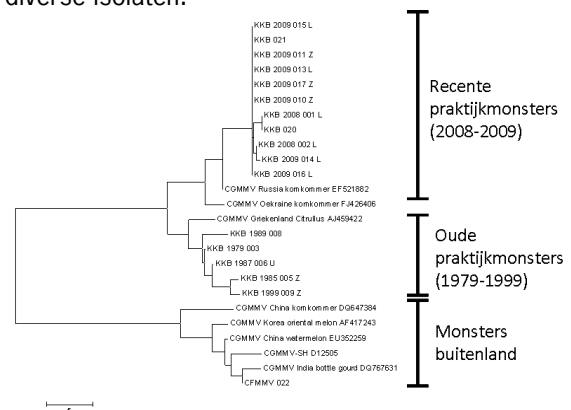 diverse isolaten.
KKB 2009 015 L
KKB 021
KKB 2009 011 Z
KKB 2009 013 L
KKB 2009 017 Z
KKB 2009 010 Z
KKB 2008 001 L
KKB 020
KKB 2008 002 L
KKB 2009 014 L
KKB 2009 016 L
CGMMV Russia komkommer EF521882
CGMMV Oekraine komkommer FJ426406
CGMMV Griekenland Citrullus AJ459422
KKB 1989 008
KKB 1979 003
KKB 1987 006 U
KKB 1985 005 Z
KKB 1999 009 Z
CGMMV China komkommer DQ647384
CGMMV Korea oriental melon AF417243
CGMMV China watermelon EU352259
CGMMV-SH D12505
CGMMV India bottle gourd DQ767631
CFMMV 022
Recente
praktijkmonsters
(2008-2009)
Oude
praktijkmonsters
(1979-1999)
Monsters
buitenland